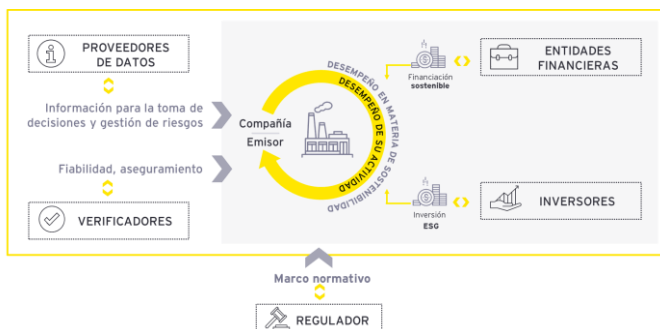 PROVEEDORES
DE DATOS
Información para la toma de
decisiones y gestión de riesgos
Fiabilidad, aseguramiento
VERIFICADORES
Compañía
Emisor
DESEMPEÑO EN MATERIA DE SOSTENIBILIDAD
DESEMPEÑO DE SU ACTIVIDAD
Financiación
sostenible
ENTIDADES
FINANCIERAS
Inversión
ESG
INVERSORES
Marco normativo
REGULADOR